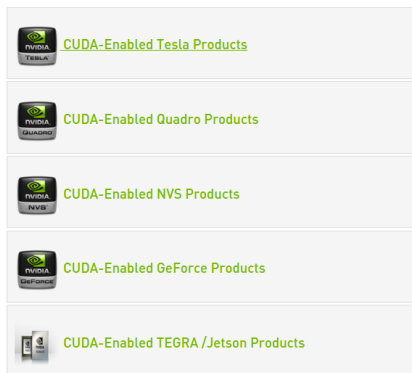 NVIDIA.
TESLA
CUDA-Enabled Tesla Products
NVIDIA.
QUADRO
CUDA-Enabled Quadro Products
NVIDIA.
NVS
CUDA-Enabled NVS Products
NVIDIA.
GEFORCE
CUDA-Enabled GeForce Products
CUDA-Enabled TEGRA /Jetson Products